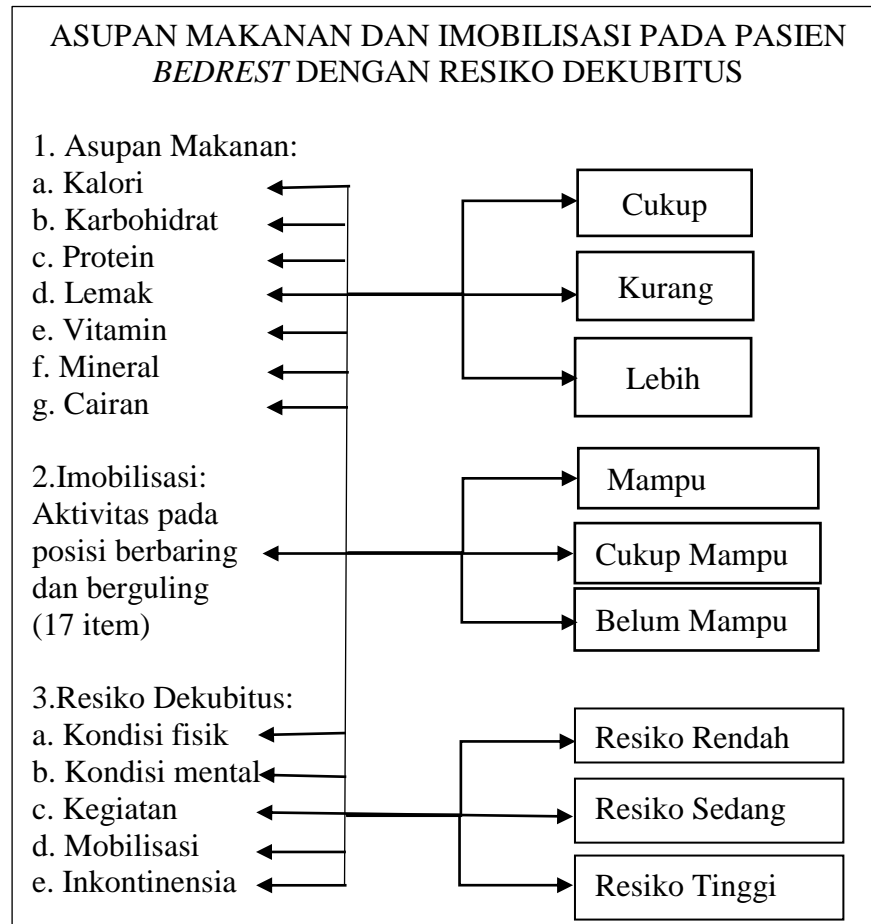 ASUPAN MAKANAN DAN IMOBILISASI PADA PASIEN
BEDREST DENGAN RESIKO DEKUBITUS
1. Asupan Makanan:
a. Kalori
b. Karbohidrat
c. Protein
d. Lemak
e. Vitamin
f. Mineral
g. Cairan
Cukup
Kurang
Lebih
2.Imobilisasi:
Aktivitas pada
posisi berbaring
dan berguling
(17 item)
Mampu
Cukup Mampu
Belum Mampu
3.Resiko Dekubitus:
a. Kondisi fisik
b. Kondisi mental
c. Kegiatan
d. Mobilisasi
e. Inkontinensia
Resiko Rendah
Resiko Sedang
Resiko Tinggi